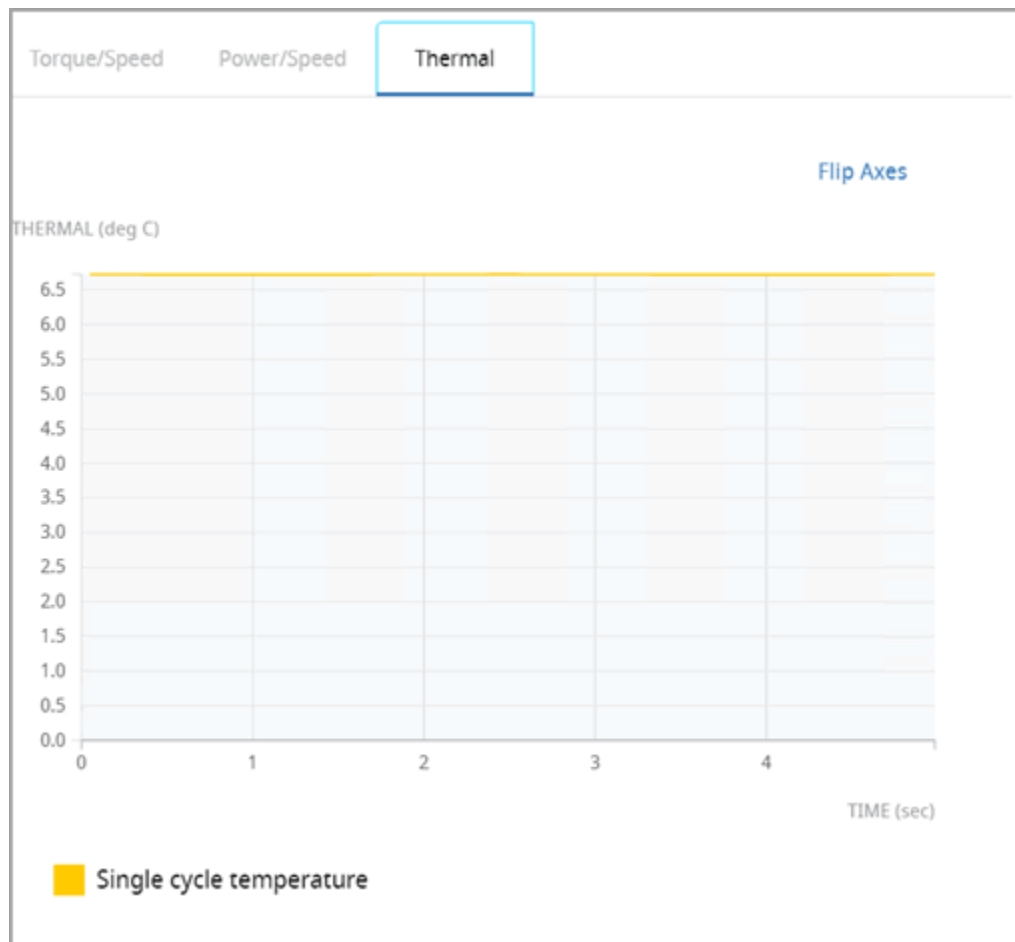 Torque/Speed Power/Speed Thermal
Flip Axes
THERMAL (deg C)
6.5
6.0
5.5
5.0
4.5
4.0
3.5
3.0
2.5
2.0
1.5
1.0
0.5
0.0
0 1 2 3 4
TIME (sec)
Single cycle temperature